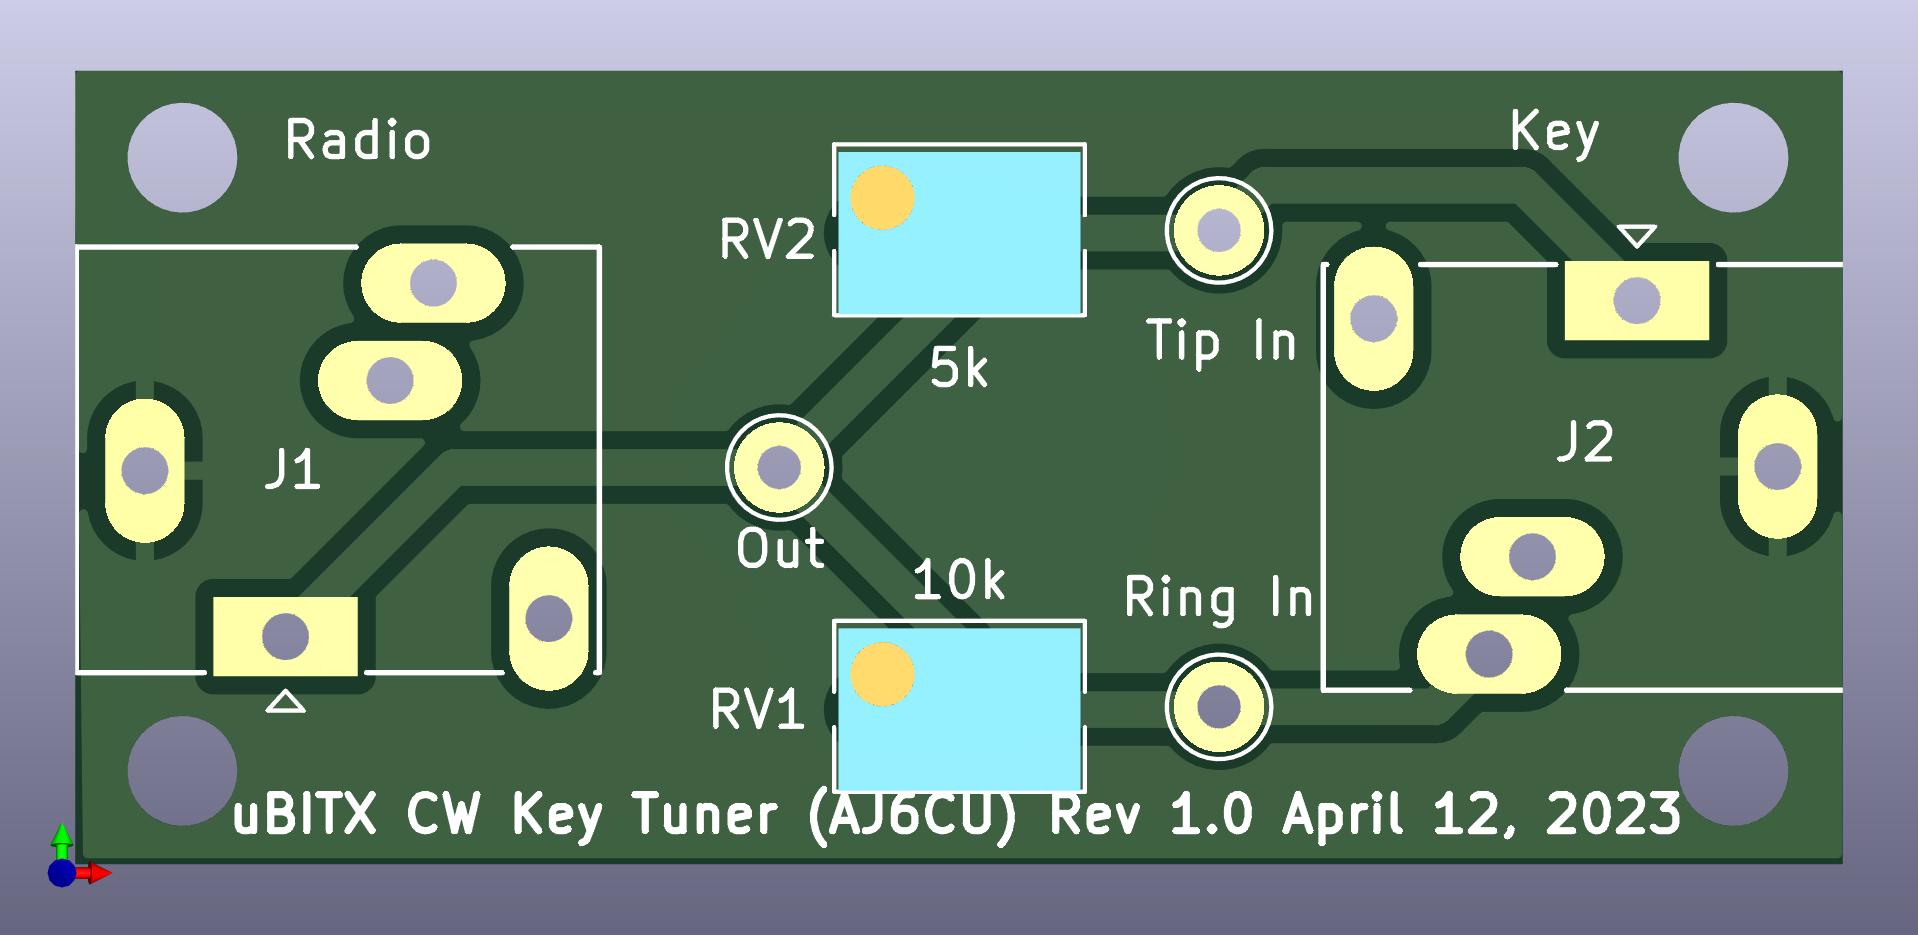 Radio
Key
RV2
Tip In
5k
J1
J2
Out
10k
Ring In
RV1
uBITX CW Key Tuner (AJ6CU) Rev 1.0 April 12, 2023